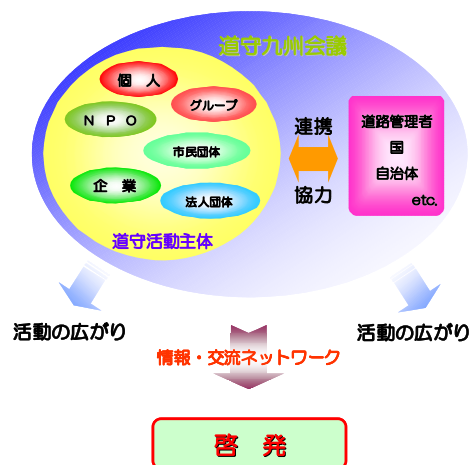 道守九州会議
個 人
グループ
N P O
市民団体
企 業
法人団体
道守活動主体
連携
協力
道路管理者
国
自治体
etc.
活動の広がり
活動の広がり
情報・交流ネットワーク
啓 発